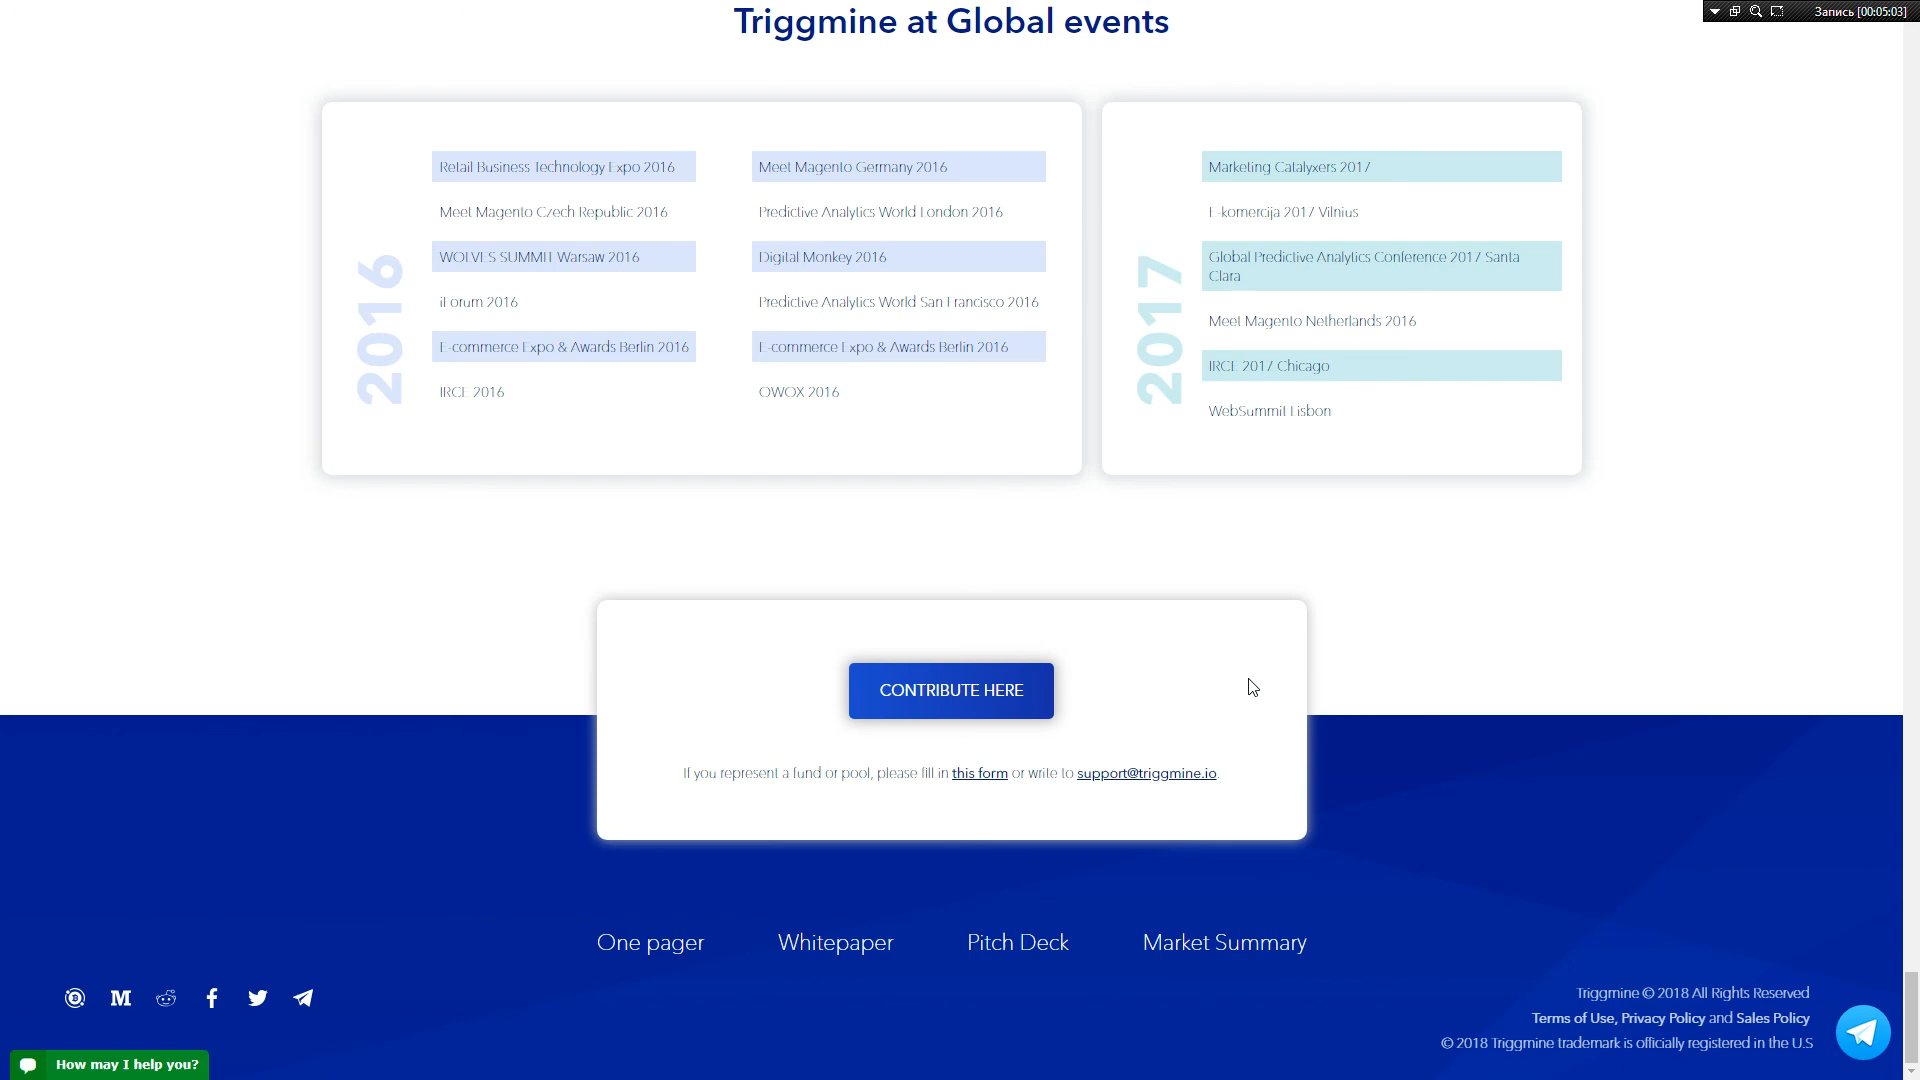 Triggmine at Global events
Запись [00:05:03]
2016
Retail Business Technology Expo 2016
Meet Magento Czech Republic 2016
WOLVES SUMMIT Warsaw 2016
iForum 2016
E-commerce Expo & Awards Berlin 2016
IRCE 2016
Meet Magento Germany 2016
Predictive Analytics World London 2016
Digital Monkey 2016
Predictive Analytics World San Francisco 2016
E-commerce Expo & Awards Berlin 2016
OWOX 2016
2017
Marketing Catalyxers 2017
E-komercija 2017 Vilnius
Global Predictive Analytics Conference 2017 Santa
Clara
Meet Magento Netherlands 2016
IRCE 2017 Chicago
WebSummit Lisbon
CONTRIBUTE HERE
If you represent a fund or pool, please fill in this form or write to support@triggmine.io.
One pager
Whitepaper
Pitch Deck
Market Summary
Triggmine © 2018 All Rights Reserved
Terms of Use, Privacy Policy and Sales Policy
© 2018 Triggmine trademark is officially registered in the U.S
How may I help you?